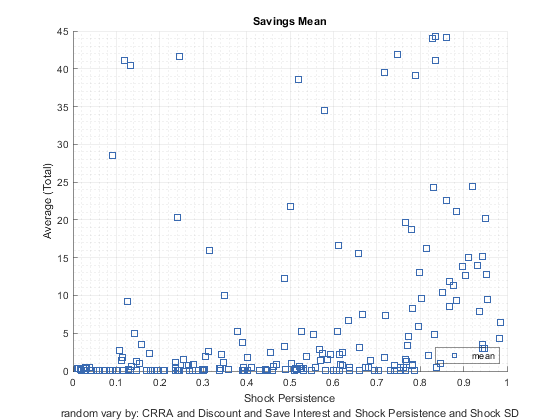 Savings Mean
45
40
35
30
25
20
15
10
5
0
Average (Total)
0 0.1 0.2 0.3 0.4 0.5 0.6 0.7 0.8 0.9 1
mean
Shock Persistence
random vary by: CRRA and Discount and Save Interest and Shock Persistence and Shock SD